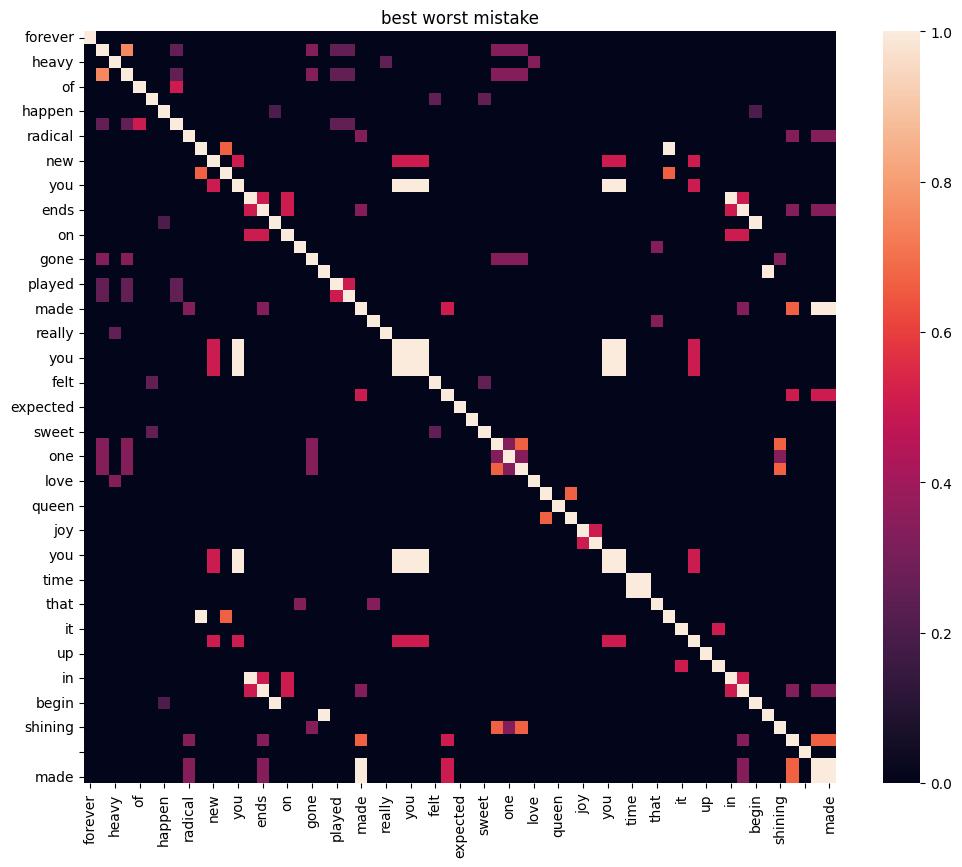 best worst mistake
forever
heavy
of
happen
radical
new
you
ends
on
gone
played
made
really
you
felt
expected
sweet
one
love
queen
joy
you
time
that
it
up
in
begin
shining
made
1.0
0.8
0.6
0.4
0.2
0.0
forever
heavy
of
happen
radical
new
you
ends
on
gone
played
made
really
you
felt
expected
sweet
one
love
queen
joy
you
time
that
it
up
in
begin
shining
made